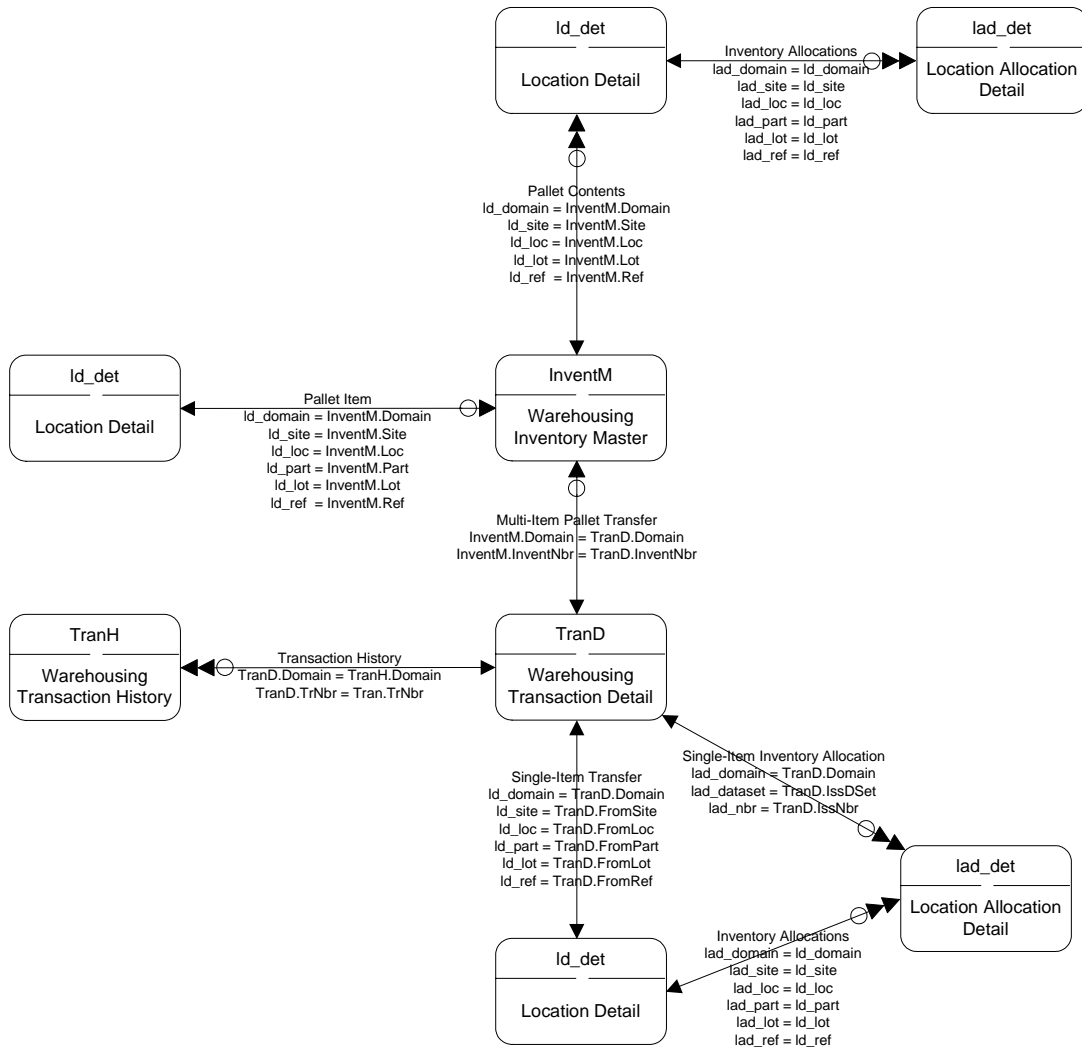 ld_det
Location Detail
Inventory Allocations
lad_domain = ld_domain
lad_site = ld_site
lad_loc = ld_loc
lad_part = ld_part
lad_lot = ld_lot
lad_ref = ld_ref
lad_det
Location Allocation
Detail
Pallet Contents
ld_domain = InventM.Domain
ld_site = InventM.Site
ld_loc = InventM.Loc
ld_lot = InventM.Lot
ld_ref = InventM.Ref
ld_det
Location Detail
Pallet Item
ld_domain = InventM.Domain
ld_site = InventM.Site
ld_loc = InventM.Loc
ld_part = InventM.Part
ld_lot = InventM.Lot
ld_ref = InventM.Ref
InventM
Warehousing
Inventory Master
Multi-Item Pallet Transfer
InventM.Domain = TranD.Domain
InventM.InventNbr = TranD.InventNbr
TranH
Warehousing
Transaction History
Transaction History
TranD.Domain = TranH.Domain
TranD.TrNbr = Tran.TrNbr
TranD
Warehousing
Transaction Detail
Single-Item Inventory Allocation
lad_domain = TranD.Domain
lad_dataset = TranD.IssDSet
lad_nbr = TranD.IssNbr
Single-Item Transfer
ld_domain = TranD.Domain
ld_site = TranD.FromSite
ld_loc = TranD.FromLoc
ld_part = TranD.FromPart
ld_lot = TranD.FromLot
ld_ref = TranD.FromRef
lad_det
Location Allocation
Detail
ld_det
Location Detail
Inventory Allocations
lad_domain = ld_domain
lad_site = ld_site
lad_loc = ld_loc
lad_part = ld_part
lad_lot = ld_lot
lad_ref = ld_ref